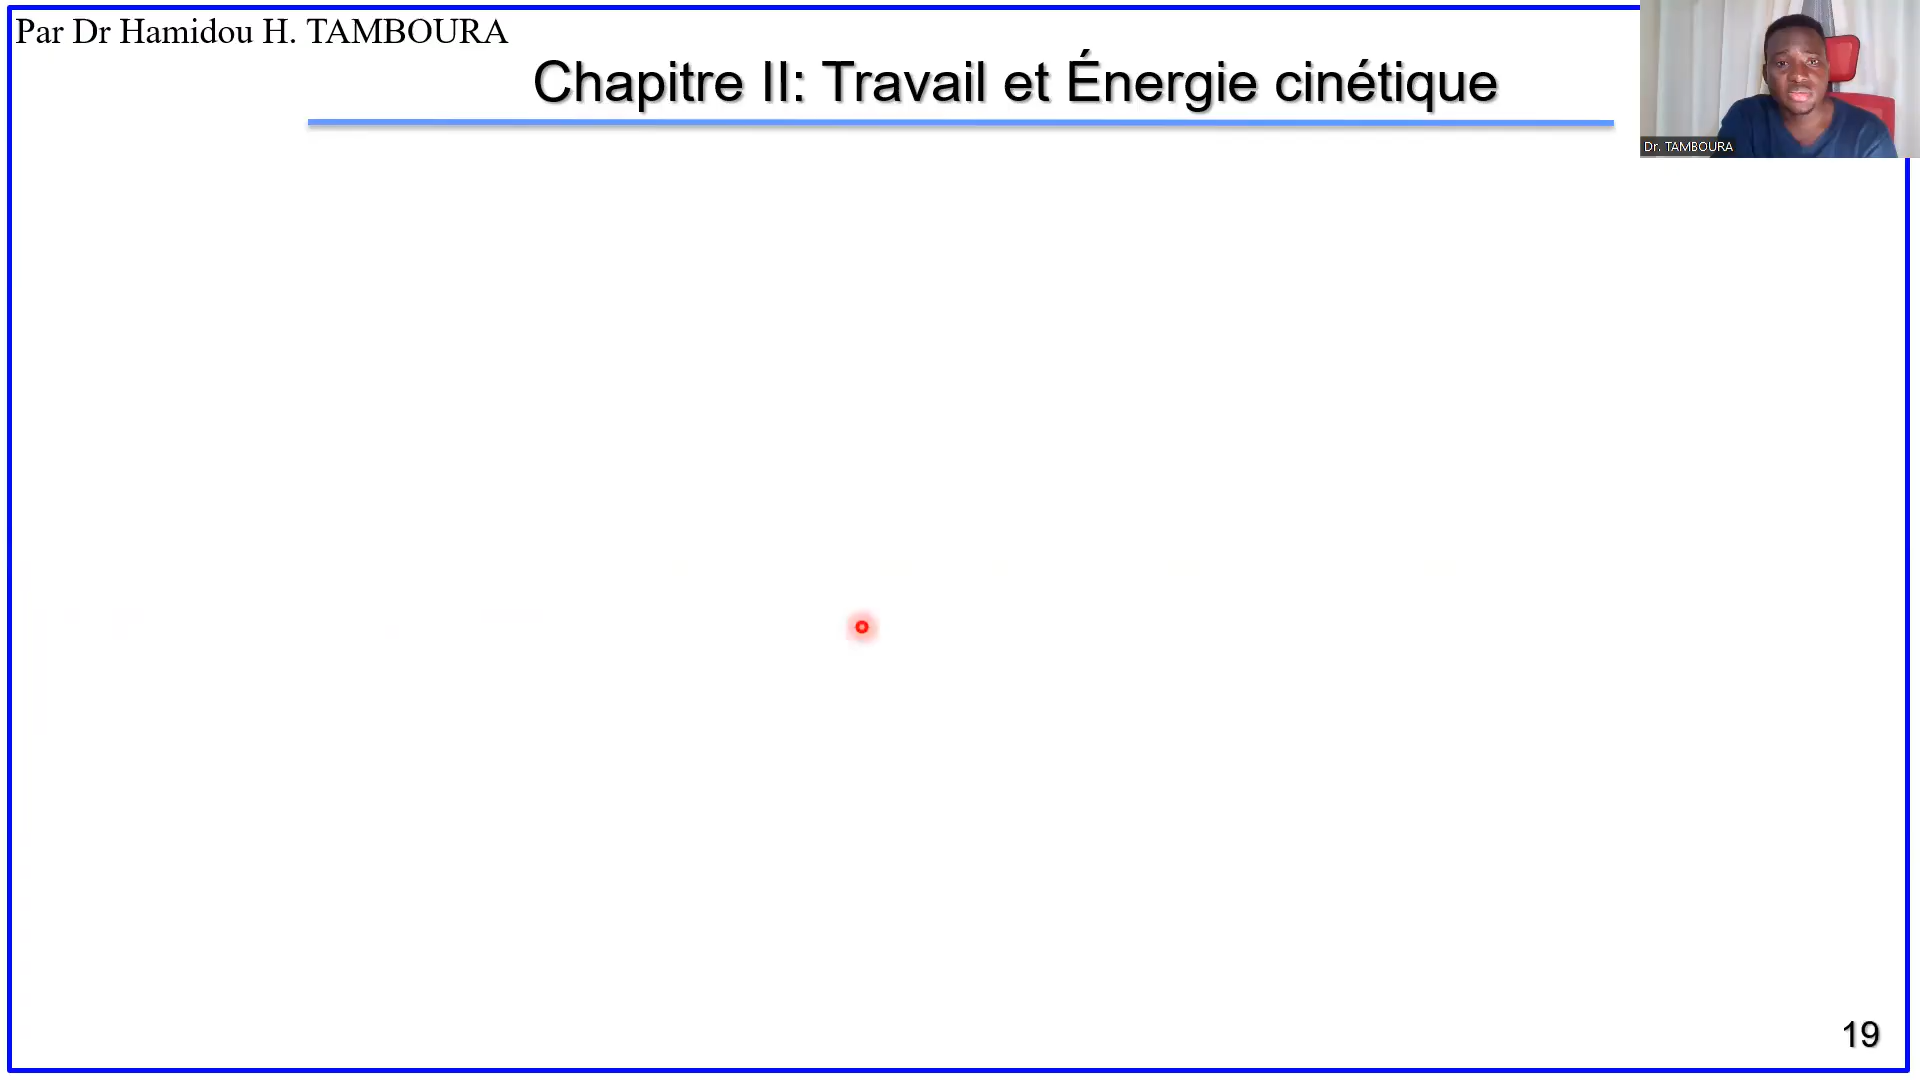 Par Dr Hamidou H. TAMBOURA
Chapitre II: Travail et Énergie cinétique
Dr. TAMBOURA
19